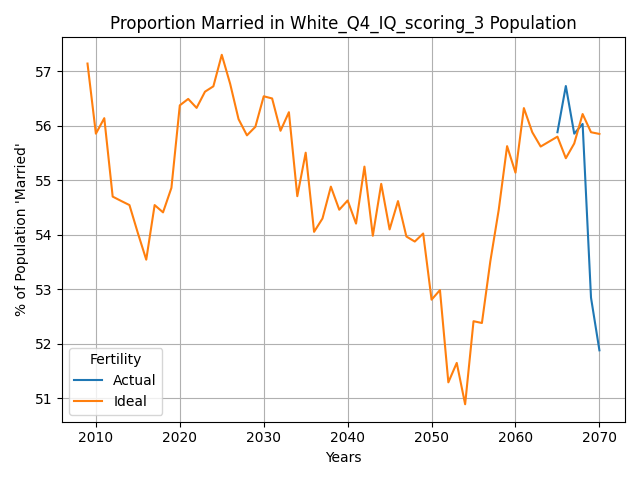 Proportion Married in White_Q4_IQ_scoring_3 Population
% of Population 'Married'
57
56
55
54
53
52
51
Fertility
Actual
Ideal
2010 2020 2030 2040 2050 2060 2070
Years